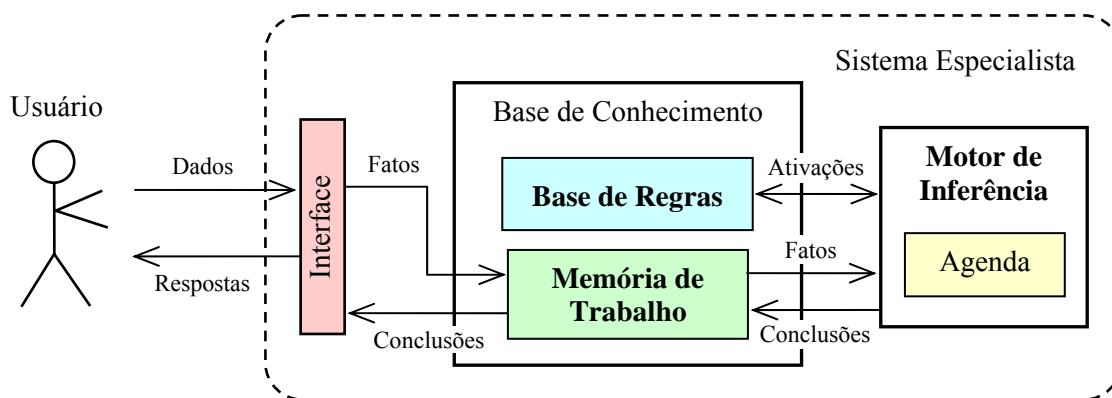 Sistema Especialista
Usuário
Base de Conhecimento
Dados
Interface
Fatos
Base de Regras
Ativações
Motor de
Inferência
Respostas
Memória de
Trabalho
Fatos
Agenda
Conclusões
Conclusões